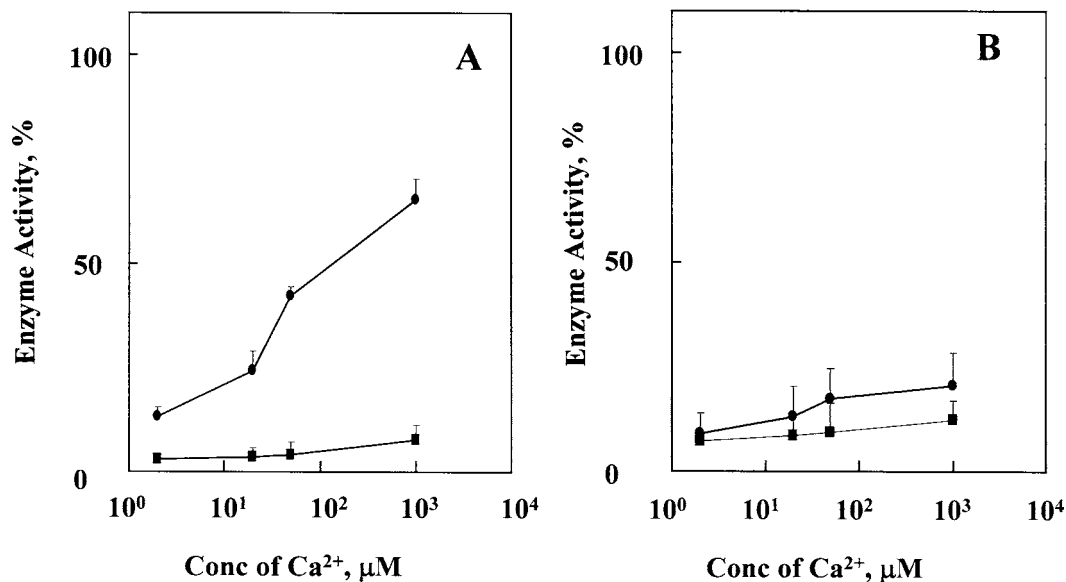 A
100
50
0
Enzyme Activity, %
10⁰ 10¹ 10² 10³ 10⁴
Conc of Ca²⁺, μM
B
100
50
0
Enzyme Activity, %
10⁰ 10¹ 10² 10³ 10⁴
Conc of Ca²⁺, μM